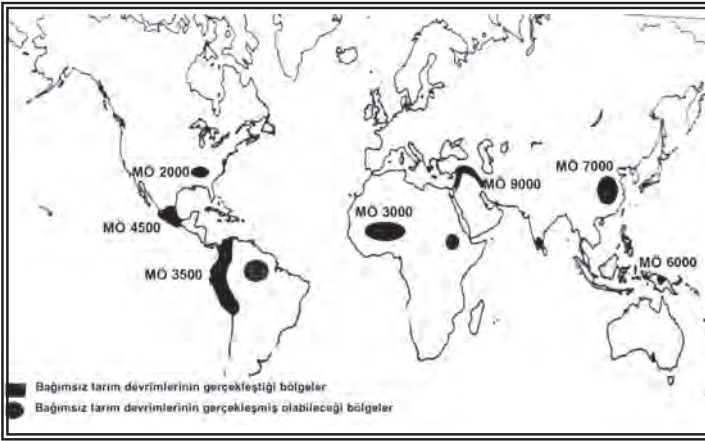 MÖ 2000
MÖ 7000
MÖ 9000
MÖ 3000
MÖ 4500
MÖ 6000
MÖ 3500
Bağımsız tarım devrimlerinin gerçekleştiği bölgeler
Bağımsız tarım devrimlerinin gerçekleşmiş olabileceği bölgeler